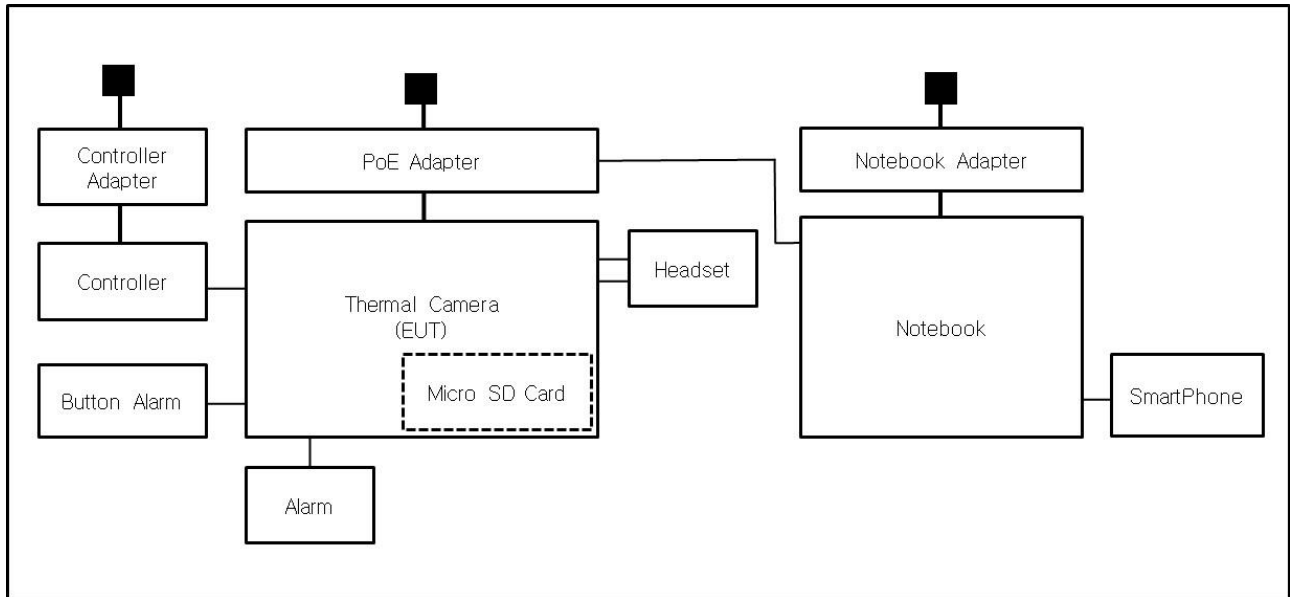 Controller
Adapter
PoE Adapter
Notebook Adapter
Controller
Headset
Thermal Camera
(EUT)
Notebook
Micro SD Card
Button Alarm
SmartPhone
Alarm